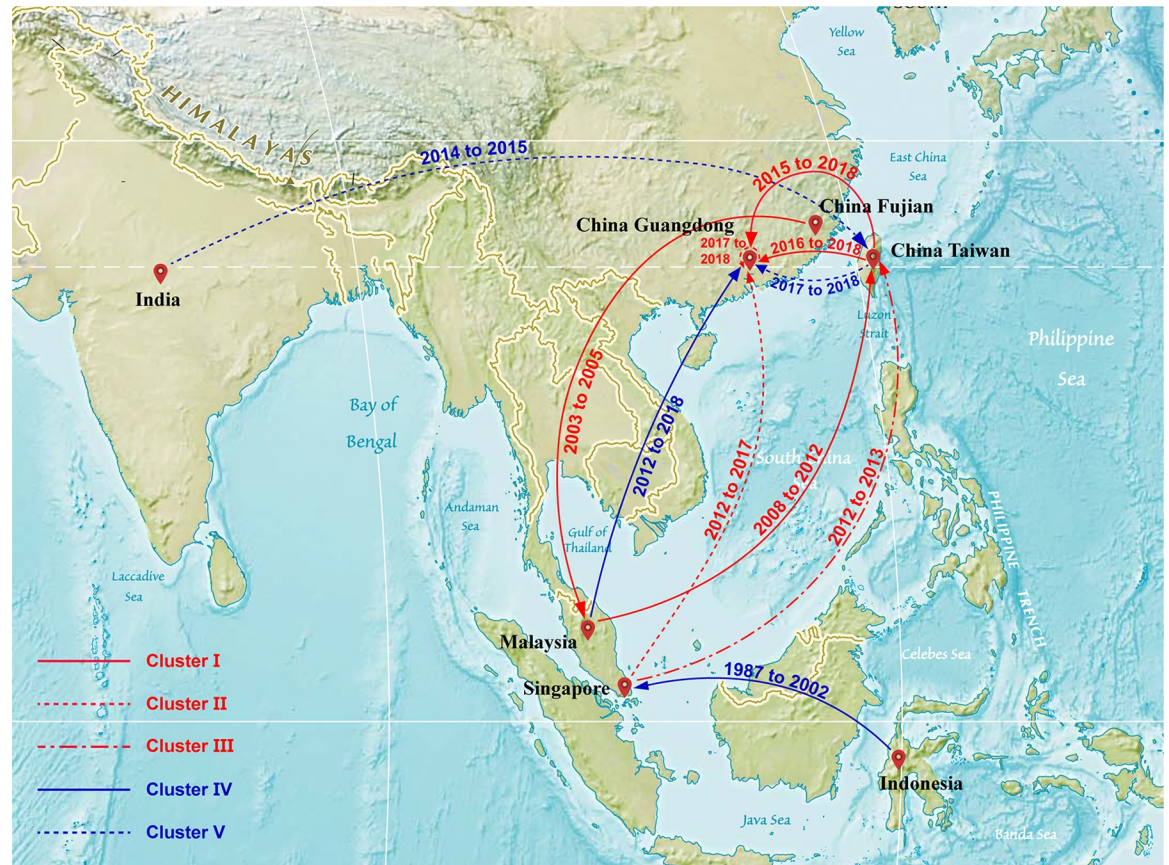 Yellow
Sea
HIMALAYAS
2014 to 2015
East China
Sea
2015 to 2018
China Fujian
China Guangdong
2017 to
2018
2016 to 2018
China Taiwan
2017 to 2018
India
Luzon
Strait
Philippine
Sea
2003 to 2005
Bay of
Bengal
2012 to 2018
South China
2012 to 2017
2008 to 2012
2012 to 2013
Andaman
Sea
Gulf of
Thailand
PHILIPPINE
TRENCH
Laccadive
Sea
Malaysia
Celebes Sea
Singapore
1987 to 2002
Indonesia
Java Sea
Banda Sea
Cluster I
Cluster II
Cluster III
Cluster IV
Cluster V